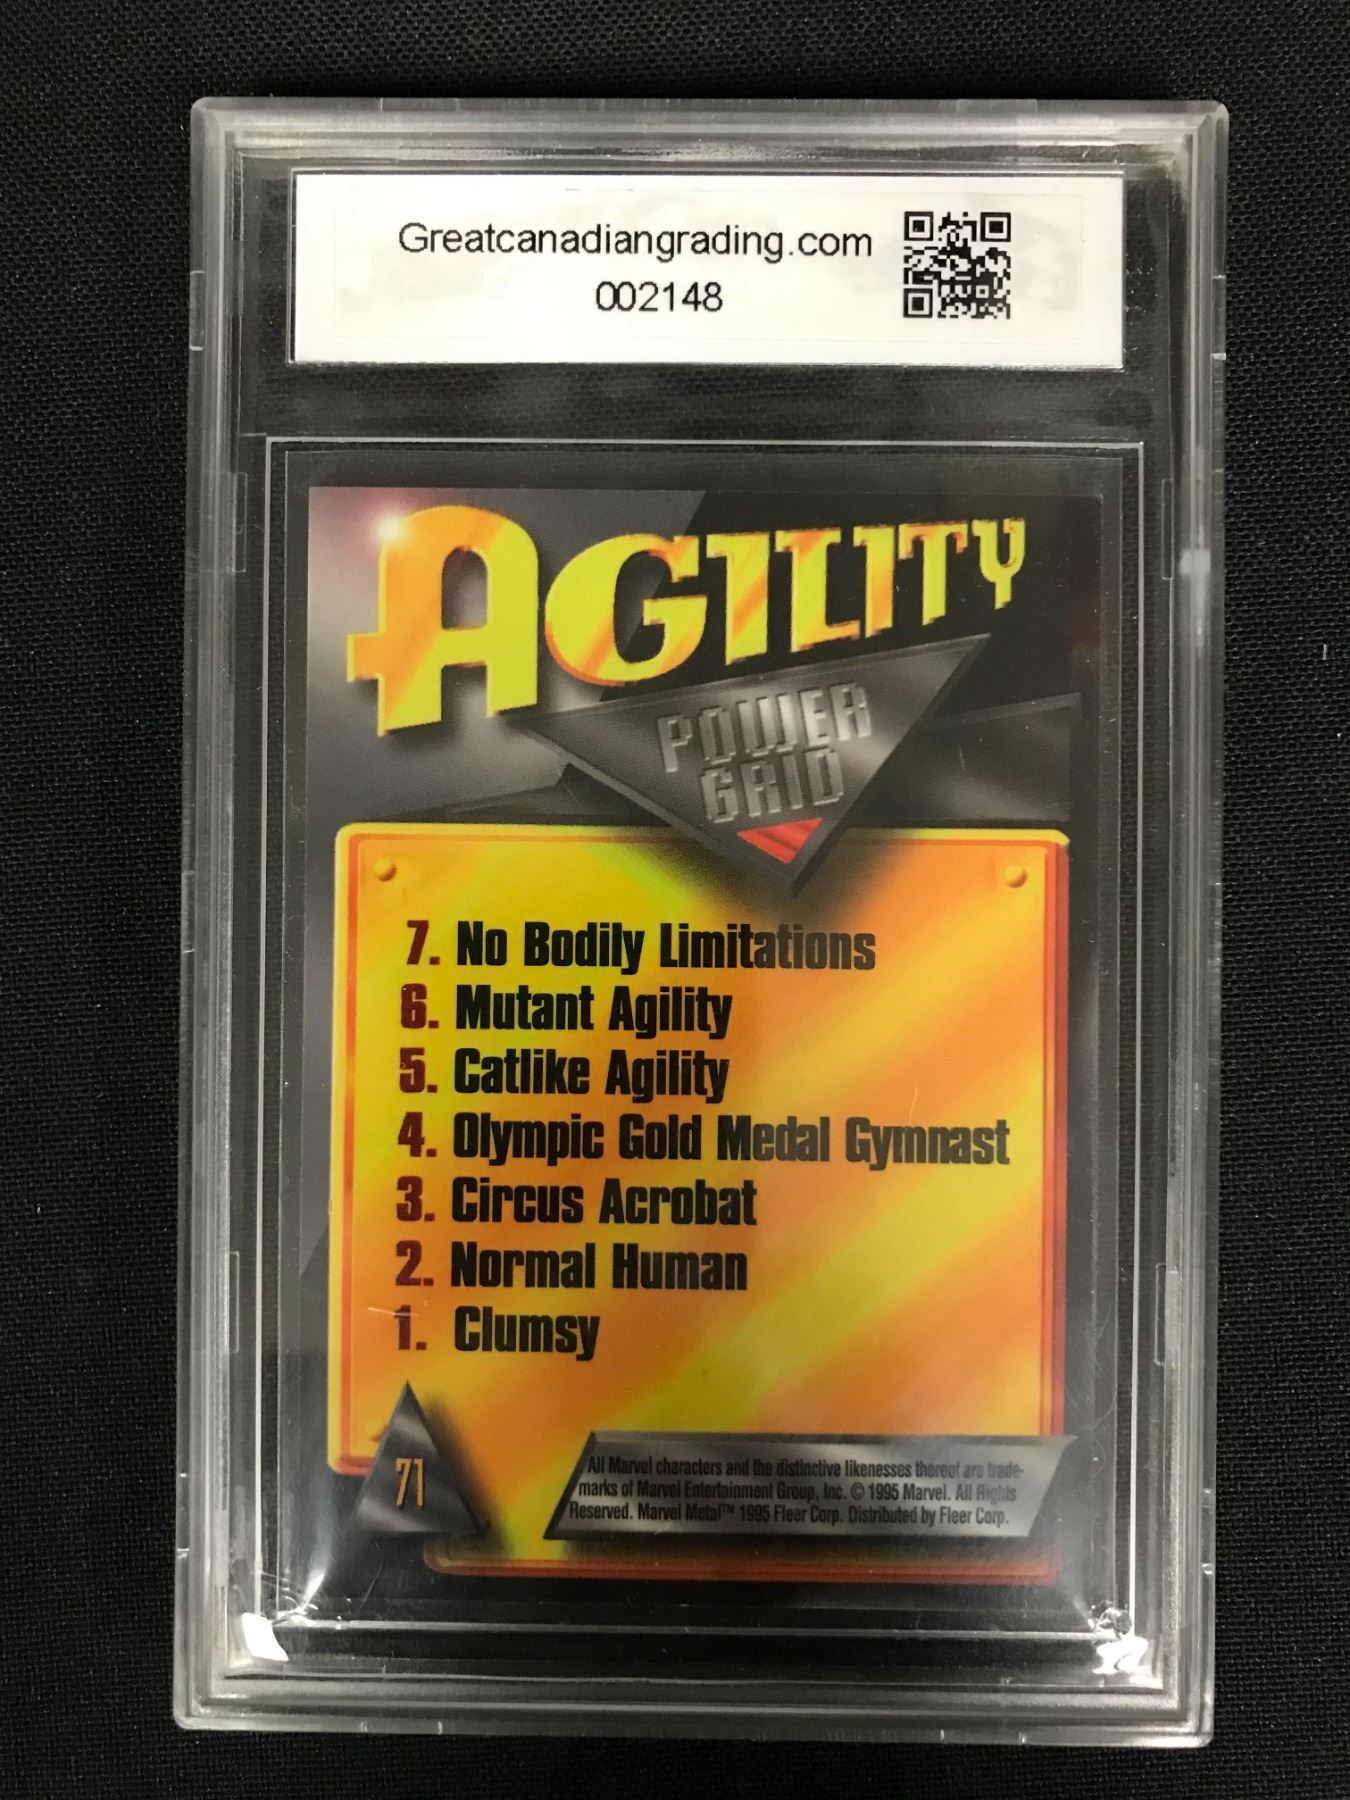 Greatcanadiangrading.com
002148
AGILITY
POWER
GRID
7. No Bodily Limitations
6. Mutant Agility
5. Catlike Agility
4. Olympic Gold Medal Gymnast
3. Circus Acrobat
2. Normal Human
1. Clumsy
71
All Marvel characters and the distinctive likenesses thereof are trade-
marks of Marvel Entertainment Group, Inc. © 1995 Marvel. All Rights
Reserved. Marvel Metal™ 1995 Fleer Corp. Distributed by Fleer Corp.